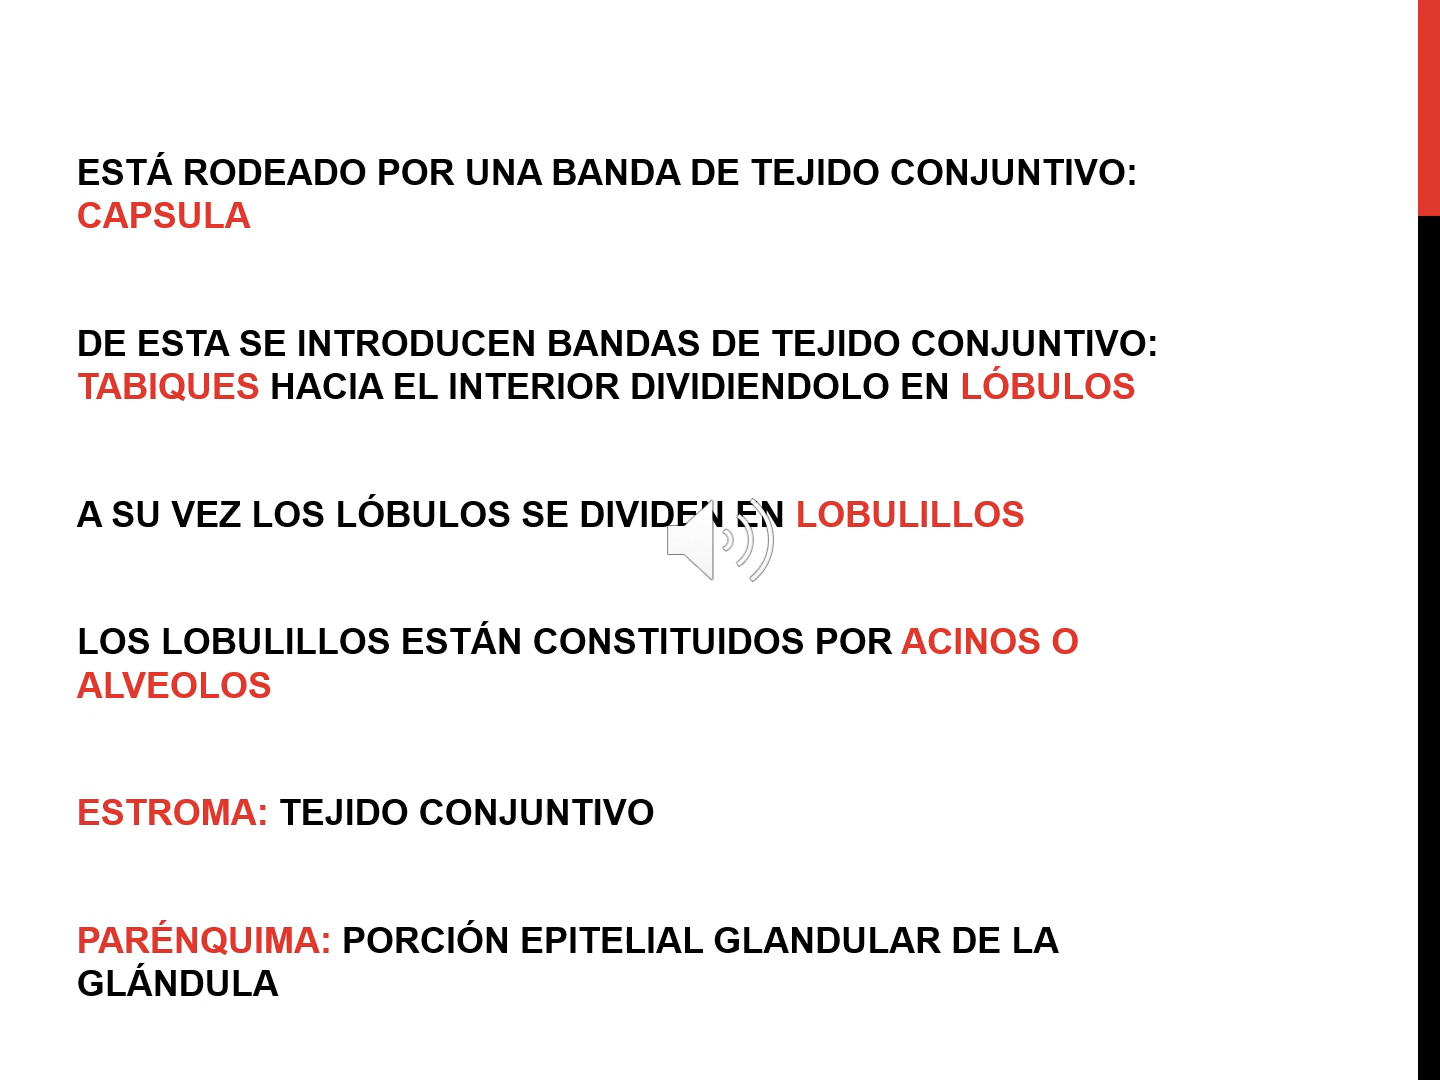 ESTÁ RODEADO POR UNA BANDA DE TEJIDO CONJUNTIVO:
CAPSULA
DE ESTA SE INTRODUCEN BANDAS DE TEJIDO CONJUNTIVO:
TABIQUES HACIA EL INTERIOR DIVIDIENDOLO EN LÓBULOS
A SU VEZ LOS LÓBULOS SE DIVIDEN EN LOBULILLOS
LOS LOBULILLOS ESTÁN CONSTITUIDOS POR ACINOS O
ALVEOLOS
ESTROMA: TEJIDO CONJUNTIVO
PARÉNQUIMA: PORCIÓN EPITELIAL GLANDULAR DE LA
GLÁNDULA